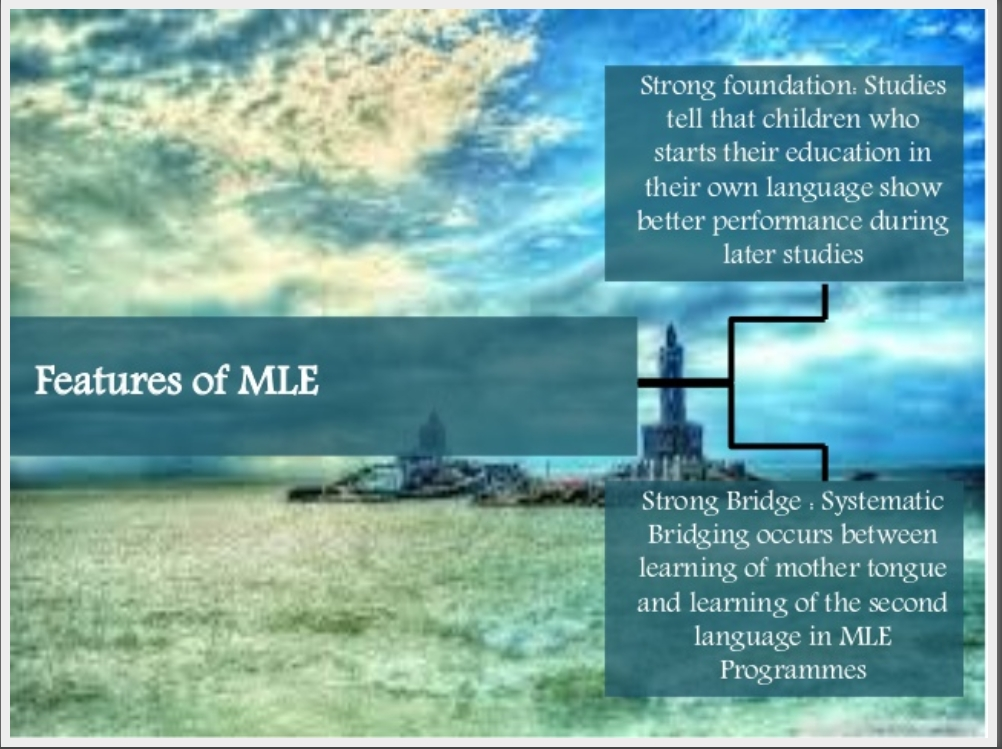 Strong foundation: Studies
tell that children who
starts their education in
their own language show
better performance during
later studies
Features of MLE
Strong Bridge : Systematic
Bridging occurs between
learning of mother tongue
and learning of the second
language in MLE
Programmes